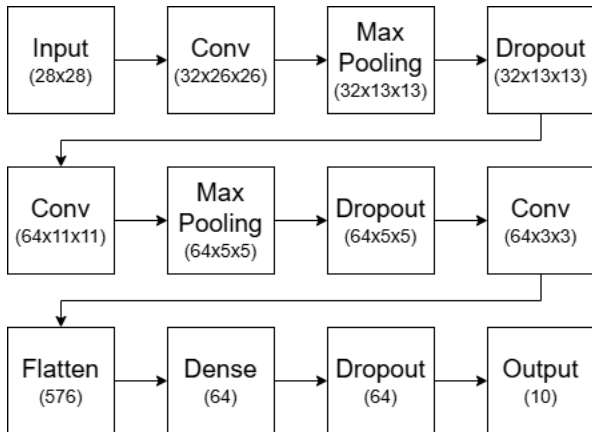 Input
(28x28)
Conv
(32x26x26)
Max
Pooling
(32x13x13)
Dropout
(32x13x13)
Conv
(64x11x11)
Max
Pooling
(64x5x5)
Dropout
(64x5x5)
Conv
(64x3x3)
Flatten
(576)
Dense
(64)
Dropout
(64)
Output
(10)